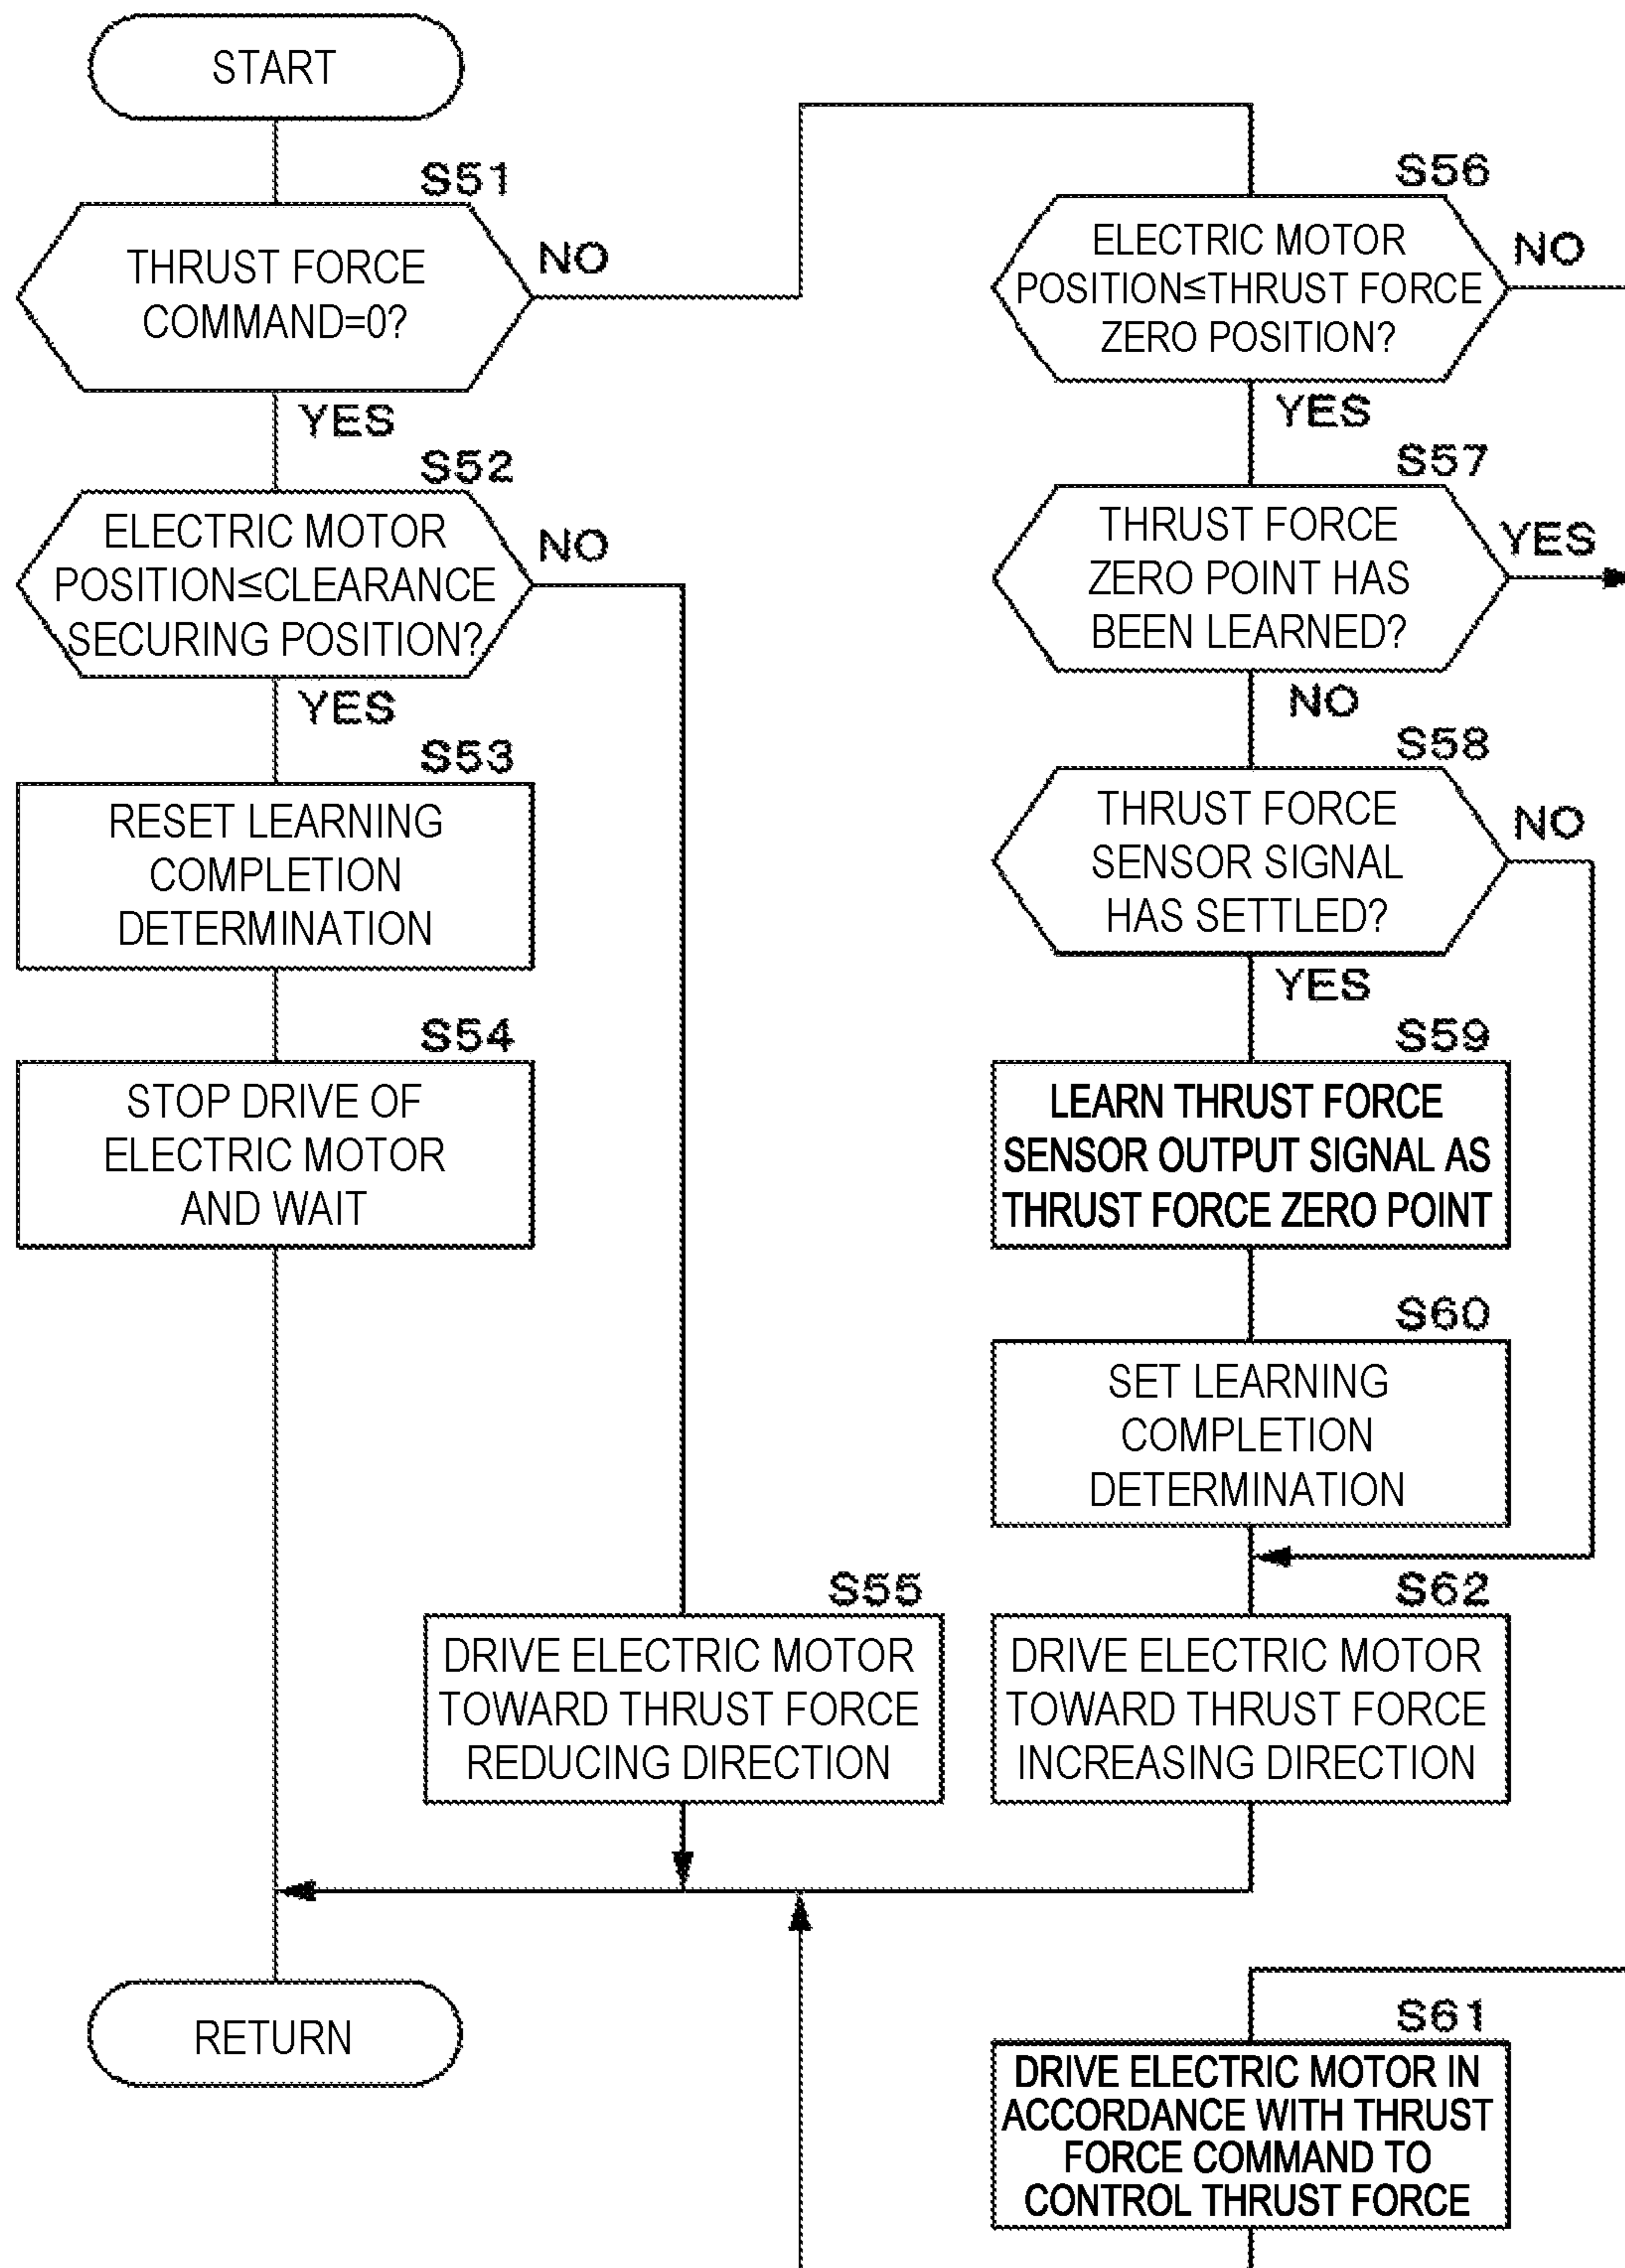 START
S51
THRUST FORCE
COMMAND=0?
NO
YES
S52
ELECTRIC MOTOR
POSITION≤CLEARANCE
SECURING POSITION?
NO
YES
S53
RESET LEARNING
COMPLETION
DETERMINATION
S54
STOP DRIVE OF
ELECTRIC MOTOR
AND WAIT
S55
DRIVE ELECTRIC MOTOR
TOWARD THRUST FORCE
REDUCING DIRECTION
RETURN
S56
ELECTRIC MOTOR
POSITION≤THRUST FORCE
ZERO POSITION?
NO
YES
S57
THRUST FORCE
ZERO POINT HAS
BEEN LEARNED?
YES
NO
S58
THRUST FORCE
SENSOR SIGNAL
HAS SETTLED?
NO
YES
S59
LEARN THRUST FORCE
SENSOR OUTPUT SIGNAL AS
THRUST FORCE ZERO POINT
S60
SET LEARNING
COMPLETION
DETERMINATION
S62
DRIVE ELECTRIC MOTOR
TOWARD THRUST FORCE
INCREASING DIRECTION
S61
DRIVE ELECTRIC MOTOR IN
ACCORDANCE WITH THRUST
FORCE COMMAND TO
CONTROL THRUST FORCE